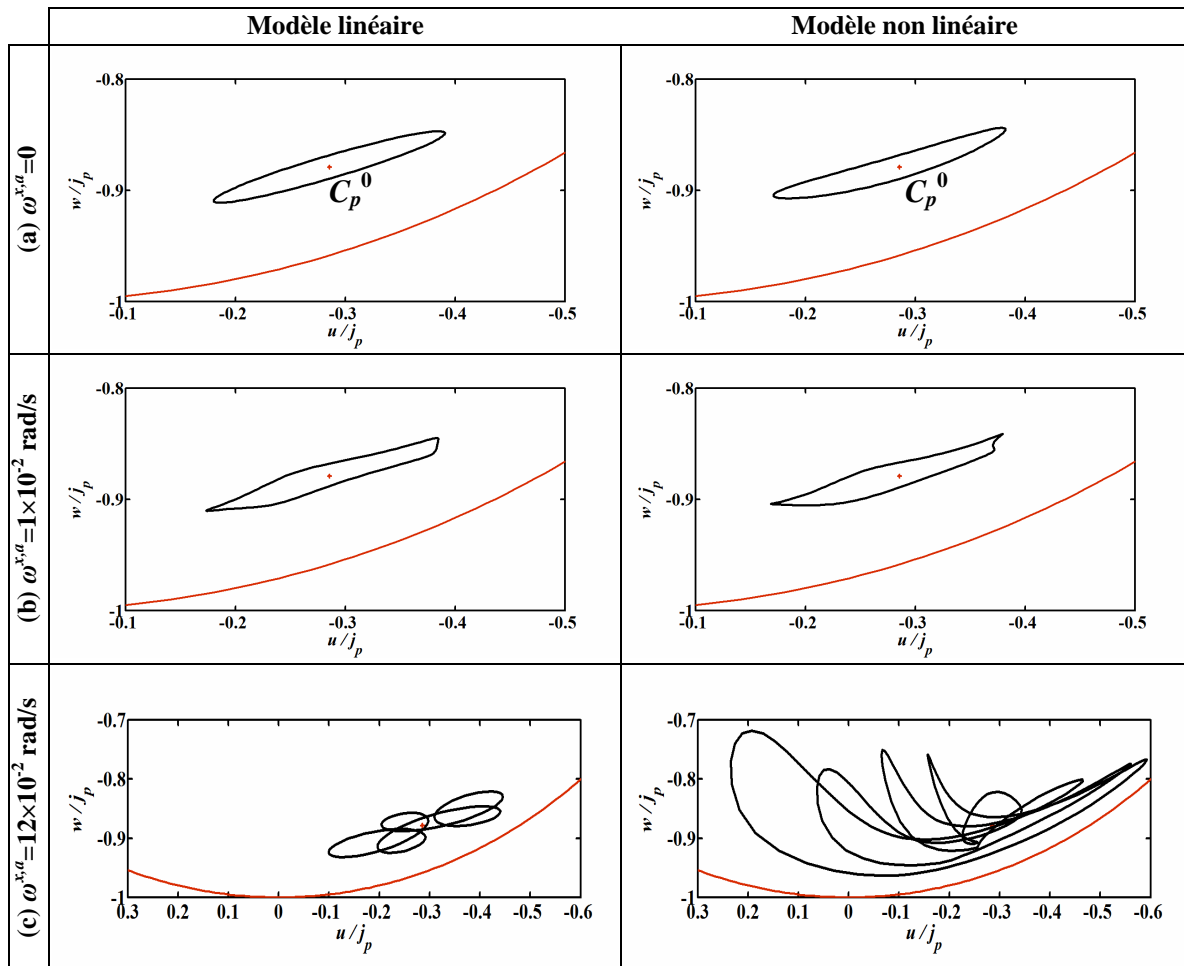 Modèle linéaire
Modèle non linéaire
(a) ω^{x,a}=0
-0.8
-0.9
-1
w/j_p
C_p^0
-0.1 -0.2 -0.3 -0.4 -0.5
u/j_p
-0.8
-0.9
-1
w/j_p
C_p^0
-0.1 -0.2 -0.3 -0.4 -0.5
u/j_p
(b) ω^{x,a}=1×10^{-2} rad/s
-0.8
-0.9
-1
w/j_p
-0.1 -0.2 -0.3 -0.4 -0.5
u/j_p
-0.8
-0.9
-1
w/j_p
-0.1 -0.2 -0.3 -0.4 -0.5
u/j_p
(c) ω^{x,a}=12×10^{-2} rad/s
-0.7
-0.8
-0.9
-1
w/j_p
0.3 0.2 0.1 0 -0.1 -0.2 -0.3 -0.4 -0.5 -0.6
u/j_p
-0.7
-0.8
-0.9
-1
w/j_p
0.3 0.2 0.1 0 -0.1 -0.2 -0.3 -0.4 -0.5 -0.6
u/j_p